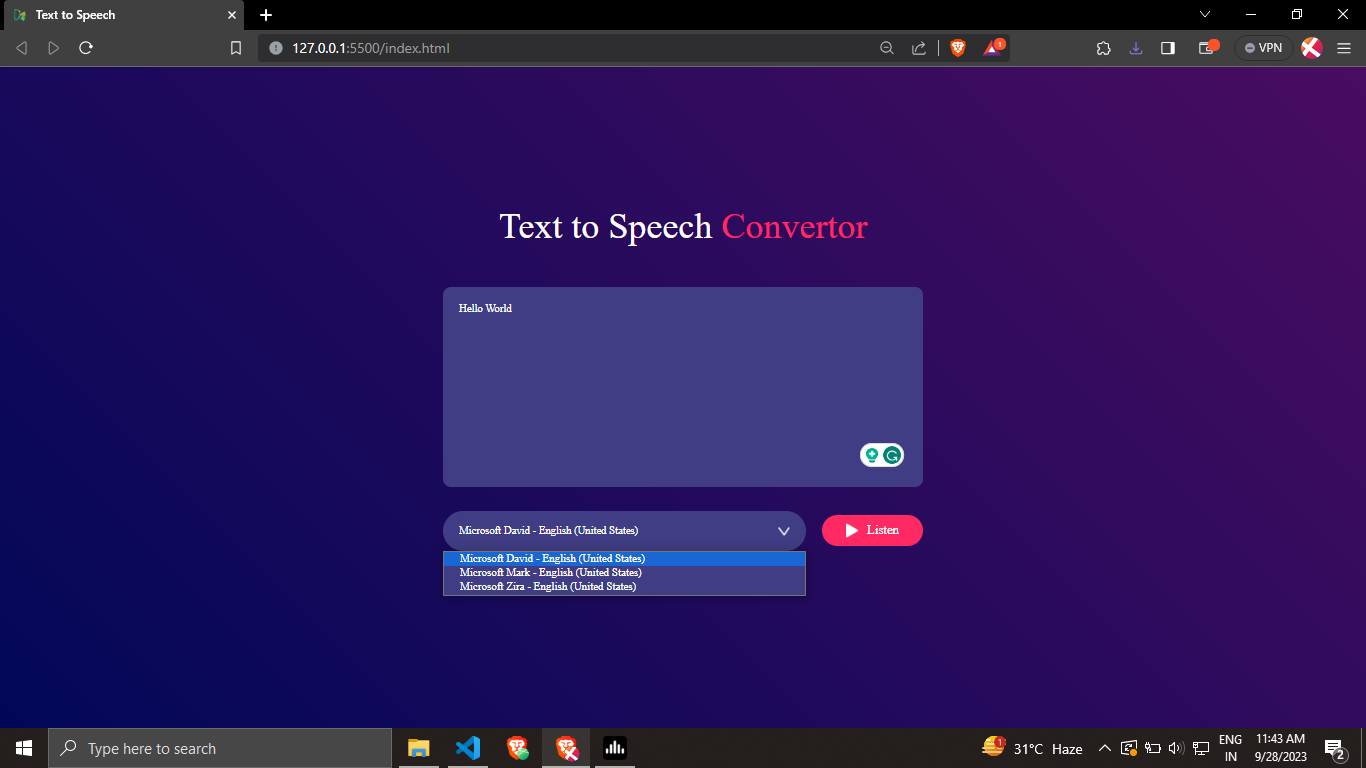 Text to Speech
127.0.0.1:5500/index.html
1
VPN
Text to Speech Convertor
Hello World
Microsoft David - English (United States)
Listen
Microsoft David - English (United States)
Microsoft Mark - English (United States)
Microsoft Zira - English (United States)
Type here to search
1
31°C Haze
ENG
IN
11:43 AM
9/28/2023
2